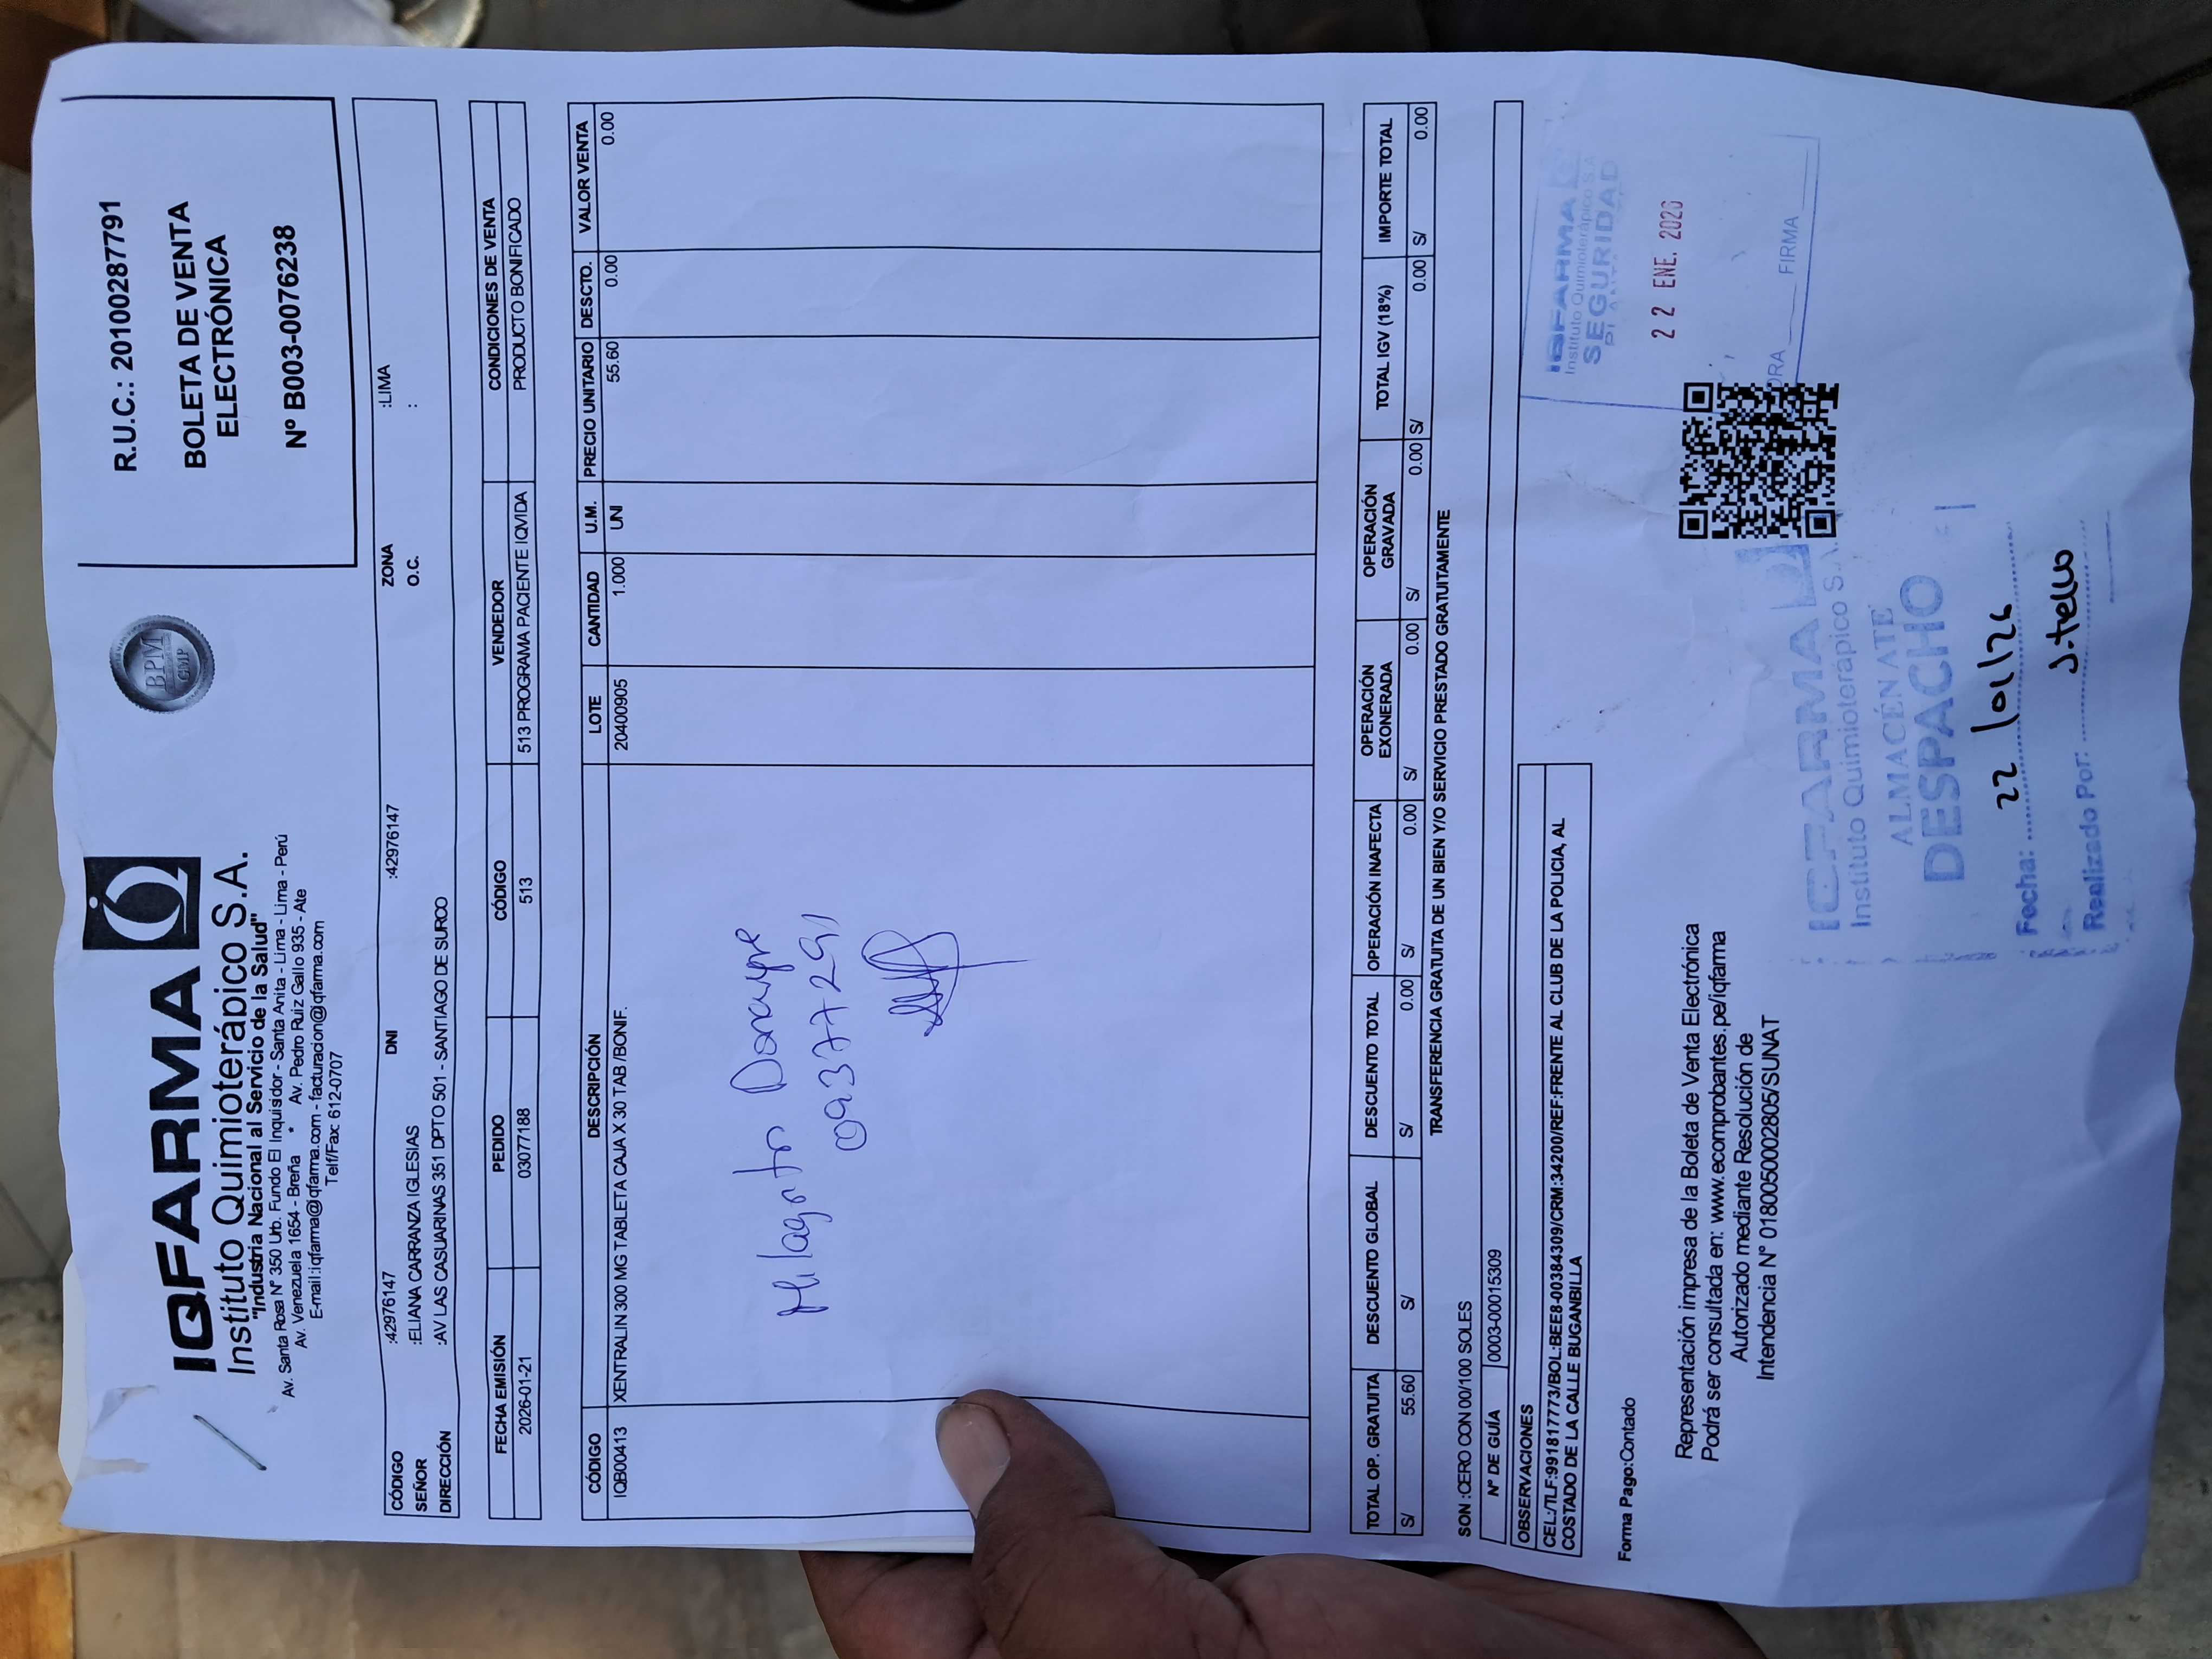 IQFARMA
Instituto Quimioterápico S.A.
"Industria Nacional al Servicio de la Salud"
Av. Santa Rosa Nº 350 Urb. Fundo El Inquisidor - Santa Anita - Lima - Perú
Av. Venezuela 1654 - Breña * Av. Pedro Ruiz Gallo 935 - Ate
E-mail:iqfarma@iqfarma.com - facturacion@iqfarma.com
Telf/Fax: 612-0707
BPM
GMP
R.U.C.: 20100287791
BOLETA DE VENTA
ELECTRÓNICA
Nº B003-00076238
CÓDIGO :42976147 DNI :42976147 ZONA :LIMA
SEÑOR :ELIANA CARRANZA IGLESIAS O.C. :
DIRECCIÓN :AV LAS CASUARINAS 351 DPTO 501 - SANTIAGO DE SURCO
FECHA EMISIÓN PEDIDO CÓDIGO VENDEDOR CONDICIONES DE VENTA
2026-01-21 03077188 513 513 PROGRAMA PACIENTE IQVIDA PRODUCTO BONIFICADO
CÓDIGO DESCRIPCIÓN LOTE CANTIDAD U.M. PRECIO UNITARIO DESCTO. VALOR VENTA
IQB00413 XENTRALIN 300 MG TABLETA CAJA X 30 TAB /BONIF. 20400905 1.000 UNI 55.60 0.00 0.00
Milagritos
TOTAL OP. GRATUITA DESCUENTO GLOBAL DESCUENTO TOTAL OPERACIÓN INAFECTA OPERACIÓN EXONERADA OPERACIÓN GRAVADA TOTAL IGV (18%) IMPORTE TOTAL
S/ 55.60 S/ S/ 0.00 S/ 0.00 S/ 0.00 S/ 0.00 S/ 0.00 S/ 0.00
TRANSFERENCIA GRATUITA DE UN BIEN Y/O SERVICIO PRESTADO GRATUITAMENTE
SON :CERO CON 00/100 SOLES
Nº DE GUÍA 0003-00015309
OBSERVACIONES
CEL:/TLF:991817773/BOL:BEE8-00384309/CRM:34200/REF:FRENTE AL CLUB DE LA POLICIA, AL
COSTADO DE LA CALLE BUGANBILLA
Forma Pago:Contado
Representación impresa de la Boleta de Venta Electrónica
Podrá ser consultada en: www.ecomprobantes.pe/iqfarma
Autorizado mediante Resolución de
Intendencia Nº 0180050002805/SUNAT
IQFARMA
Instituto Quimioterápico S.A.
ALMACÉN ATE
DESPACHO
Fecha: 22/01/26
Realizado Por: J.tello
IQFARMA
Instituto Quimioterápico S.A.
SEGURIDAD
22 ENE. 2026
FIRMA